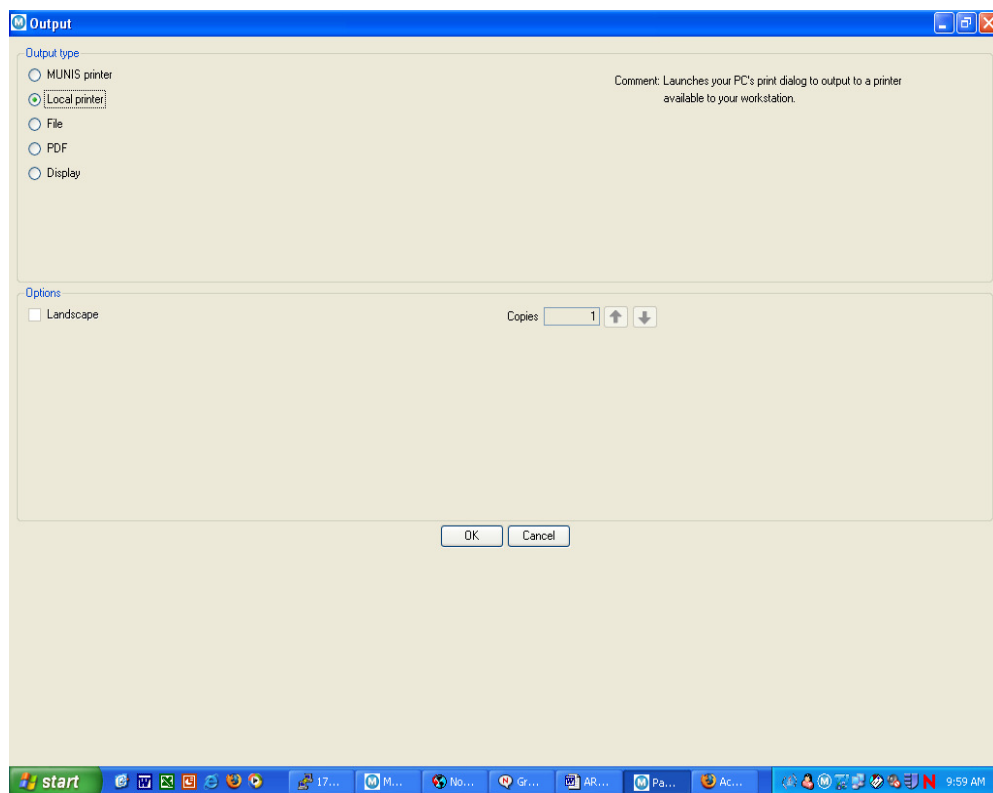 Output
Output type
MUNIS printer
Comment: Launches your PC's print dialog to output to a printer
available to your workstation.
Local printer
File
PDF
Display
Options
Landscape
Copies 1
OK Cancel
start 17... M... No... Gr... AR... Pa... Ac... 9:59 AM